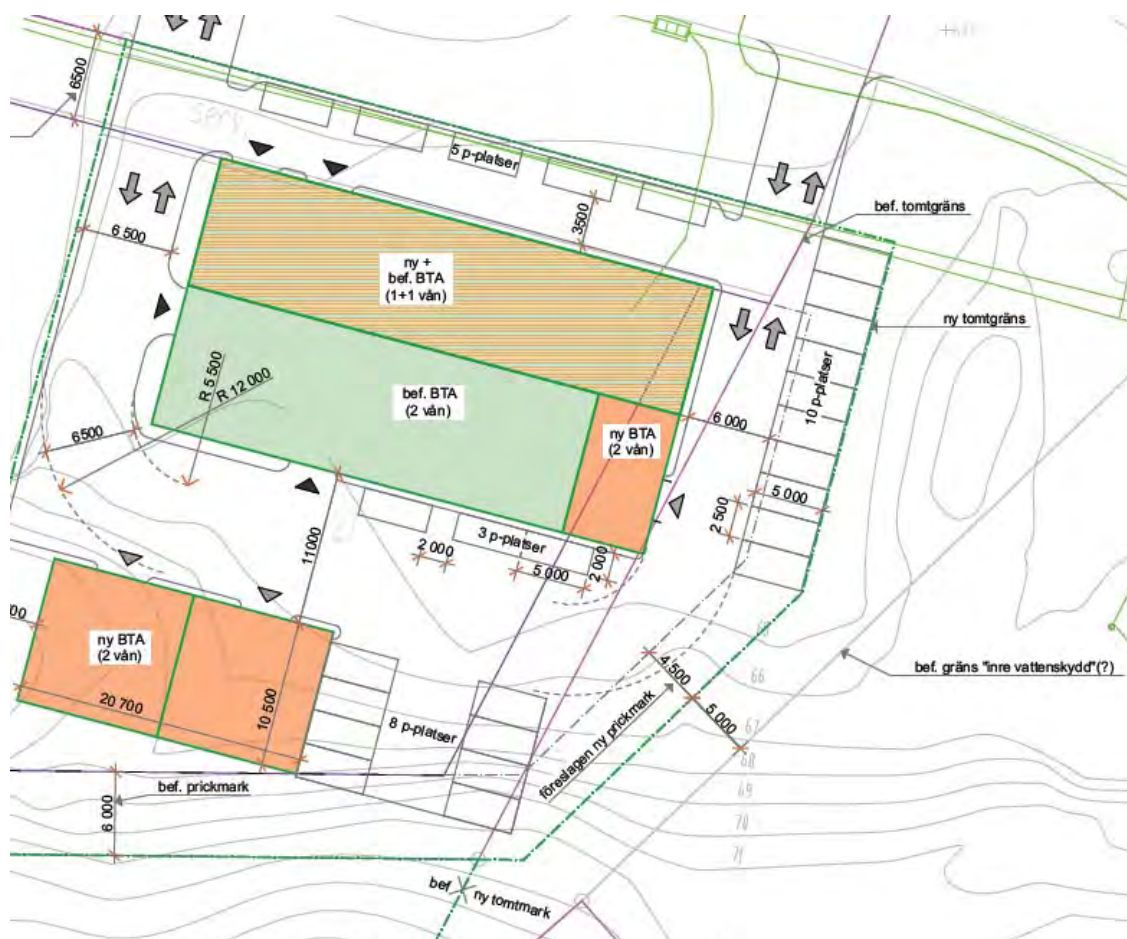 6500
5 p-platser
bef. tomtgräns
3500
6 500
ny +
bef. BTA
(1+1 vån)
ny tomtgräns
10 p-platser
R 5 500
R 12 000
bef. BTA
(2 vån)
6 000
ny BTA
(2 vån)
6500
5 000
2 500
11000
3 p-platser
2 000
5 000
2 000
ny BTA
(2 vån)
66
bef. gräns "inre vattenskydd"(?)
4 500
5 000
20 700
10 500
8 p-platser
föreslagen ny prickmark
67
68
69
70
71
bef. prickmark
6 000
bef
ny tomtmark